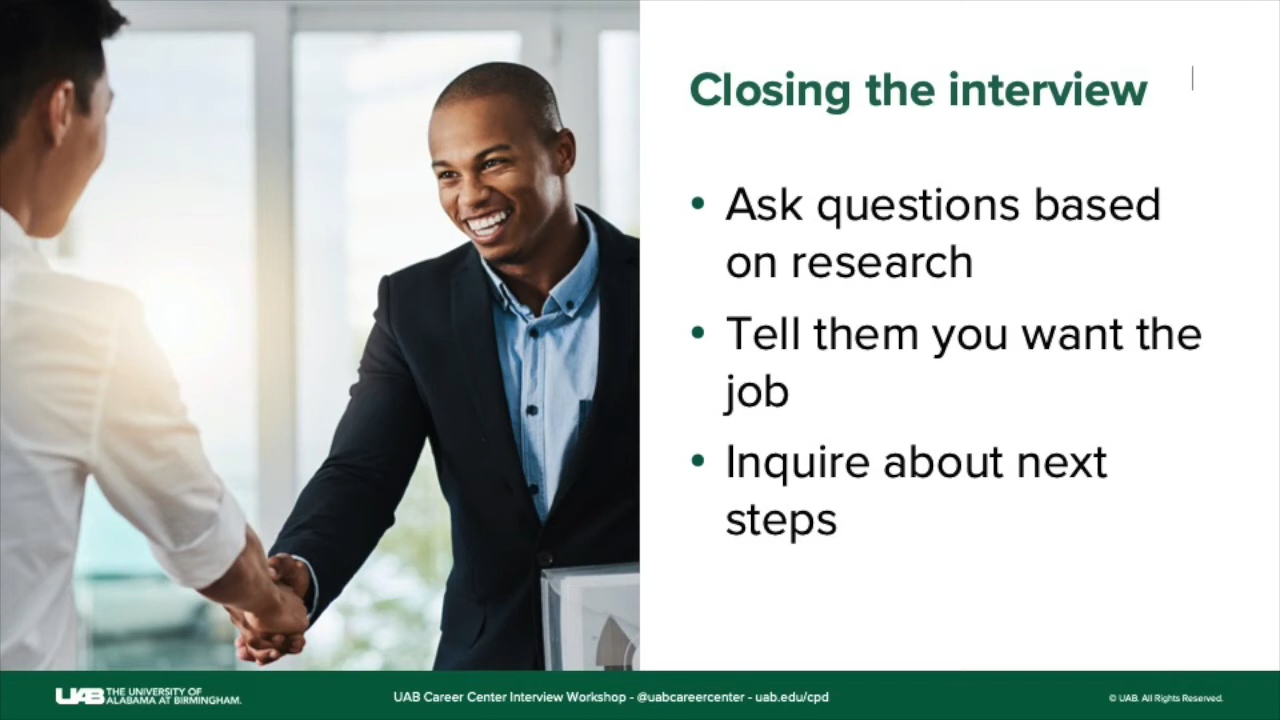 Closing the interview
• Ask questions based
on research
• Tell them you want the
job
• Inquire about next
steps
UAB THE UNIVERSITY OF
ALABAMA AT BIRMINGHAM.
UAB Career Center Interview Workshop - @uabcareercenter - uab.edu/cpd
© UAB. All Rights Reserved.